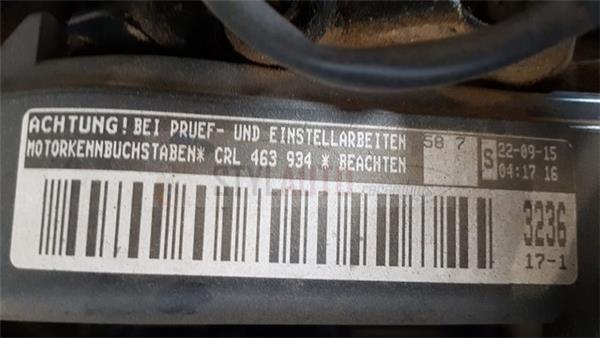 ACHTUNG! BEI PRUEF- UND EINSTELLARBEITEN 58 7 S 22-09-15
MOTORKENNBUCHSTABEN* CRL 463 934 * BEACHTEN 04:17 16
3236
17-1